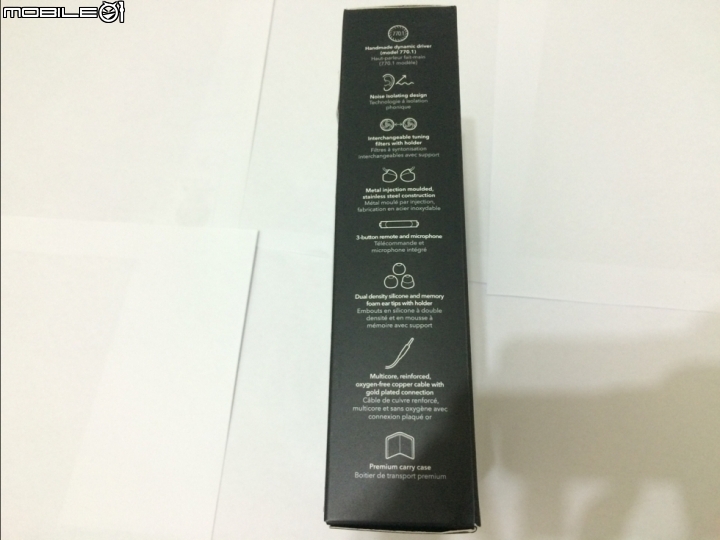 MOBILE01
770.1
Handmade dynamic driver
(model 770.1)
Haut-parleur fait-main
(770.1 modèle)
Noise isolating design
Technologie à isolation
phonique
Interchangeable tuning
filters with holder
Filtres à syntonisation
interchangeables avec support
Metal injection moulded,
stainless steel construction
Métal moulé par injection,
fabrication en acier inoxydable
3-button remote and microphone
Télécommande et
microphone intégré
Dual density silicone and memory
foam ear tips with holder
Embouts en silicone à double
densité et en mousse à
mémoire avec support
Multicore, reinforced,
oxygen-free copper cable with
gold plated connection
Câble de cuivre renforcé,
multicore et sans oxygène avec
connexion plaqué or
Premium carry case
Boitier de transport premium